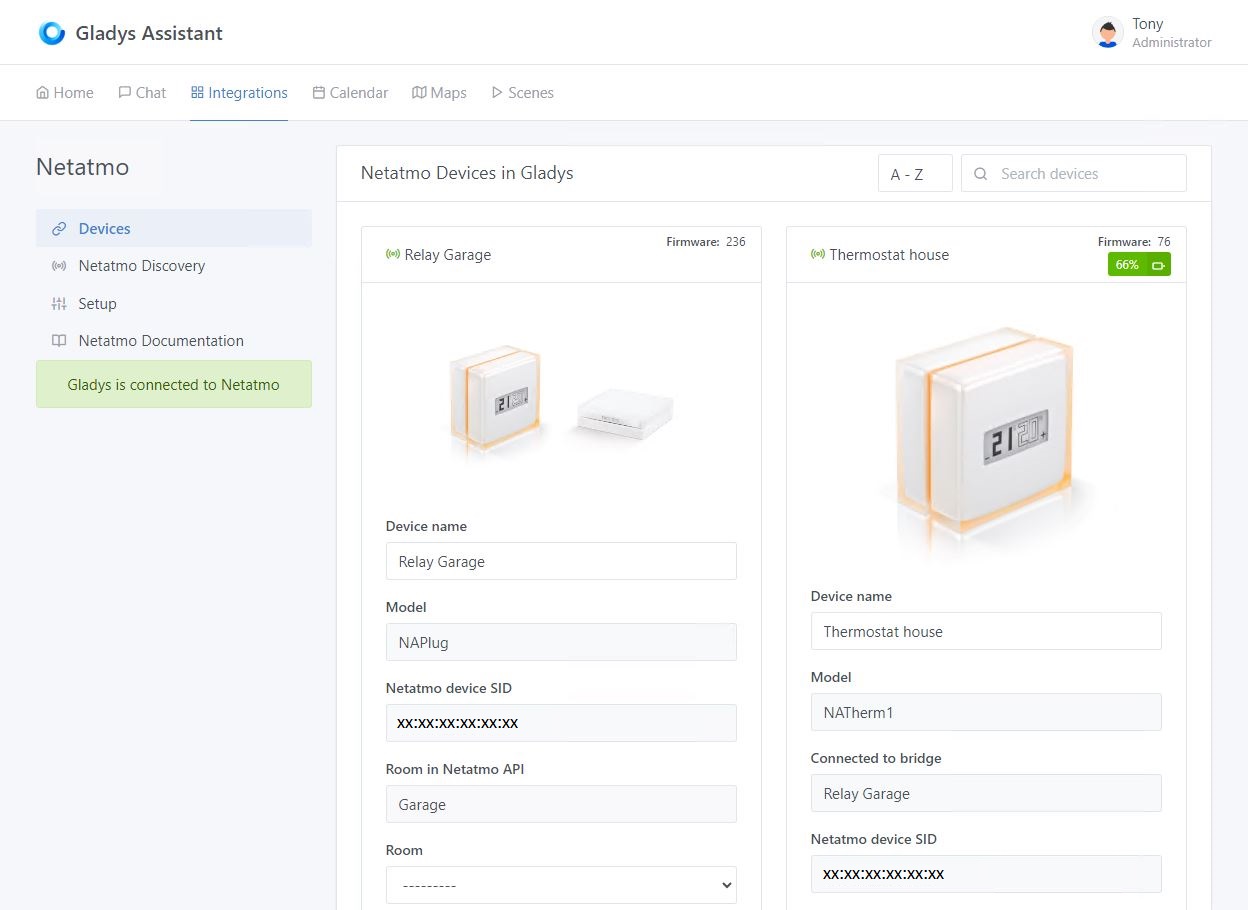 Gladys Assistant
Tony
Administrator
Home
Chat
Integrations
Calendar
Maps
Scenes
Netatmo
Devices
Netatmo Discovery
Setup
Netatmo Documentation
Gladys is connected to Netatmo
Netatmo Devices in Gladys
A - Z
Search devices
Relay Garage
Firmware: 236
21 20
Device name
Relay Garage
Model
NAPlug
Netatmo device SID
xx:xx:xx:xx:xx:xx
Room in Netatmo API
Garage
Room
---------
Thermostat house
Firmware: 76
66%
21 20
Device name
Thermostat house
Model
NATherm1
Connected to bridge
Relay Garage
Netatmo device SID
xx:xx:xx:xx:xx:xx